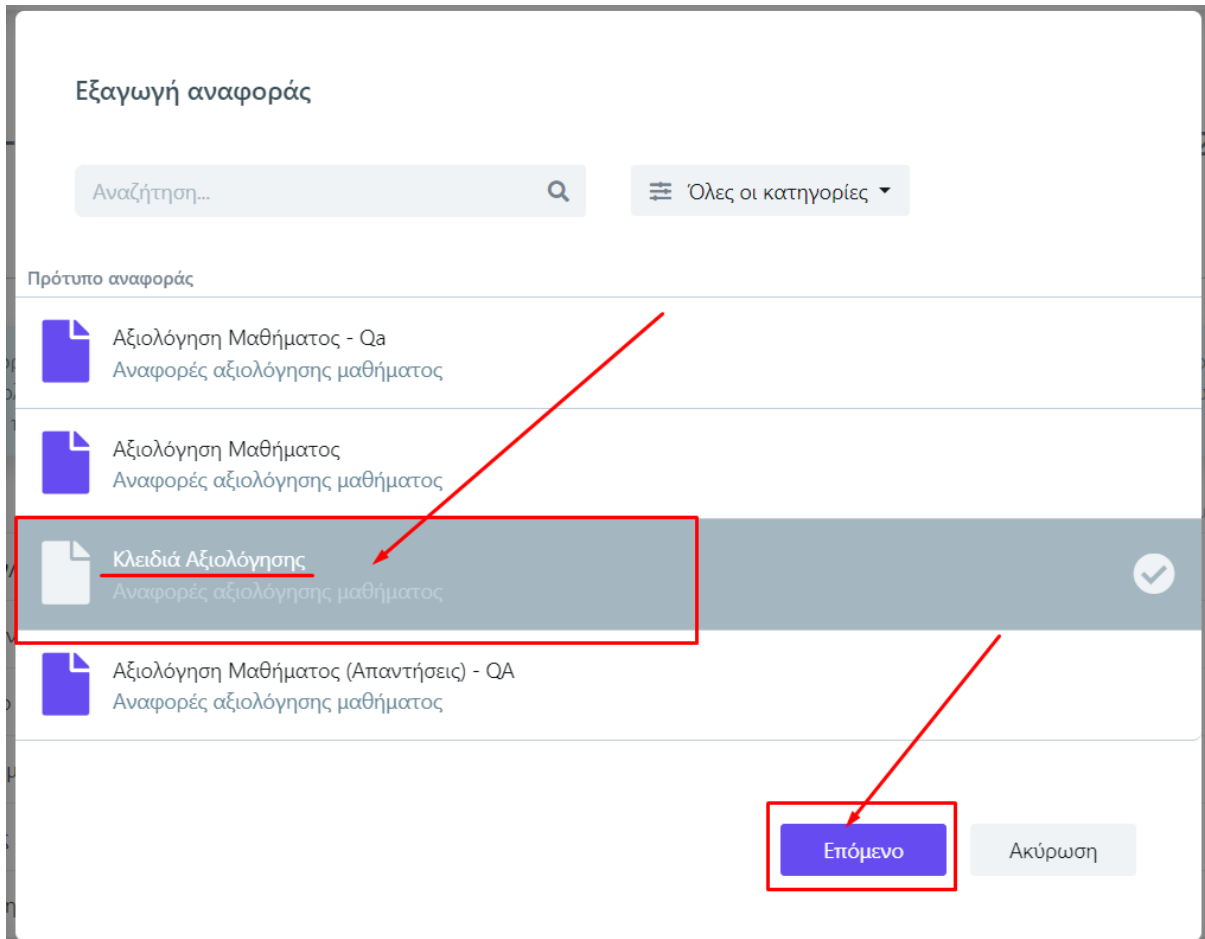 Εξαγωγή αναφοράς
Αναζήτηση...
Όλες οι κατηγορίες
Πρότυπο αναφοράς
Αξιολόγηση Μαθήματος - Qa
Αναφορές αξιολόγησης μαθήματος
Αξιολόγηση Μαθήματος
Αναφορές αξιολόγησης μαθήματος
Κλειδιά Αξιολόγησης
Αναφορές αξιολόγησης μαθήματος
Αξιολόγηση Μαθήματος (Απαντήσεις) - QA
Αναφορές αξιολόγησης μαθήματος
Επόμενο
Ακύρωση